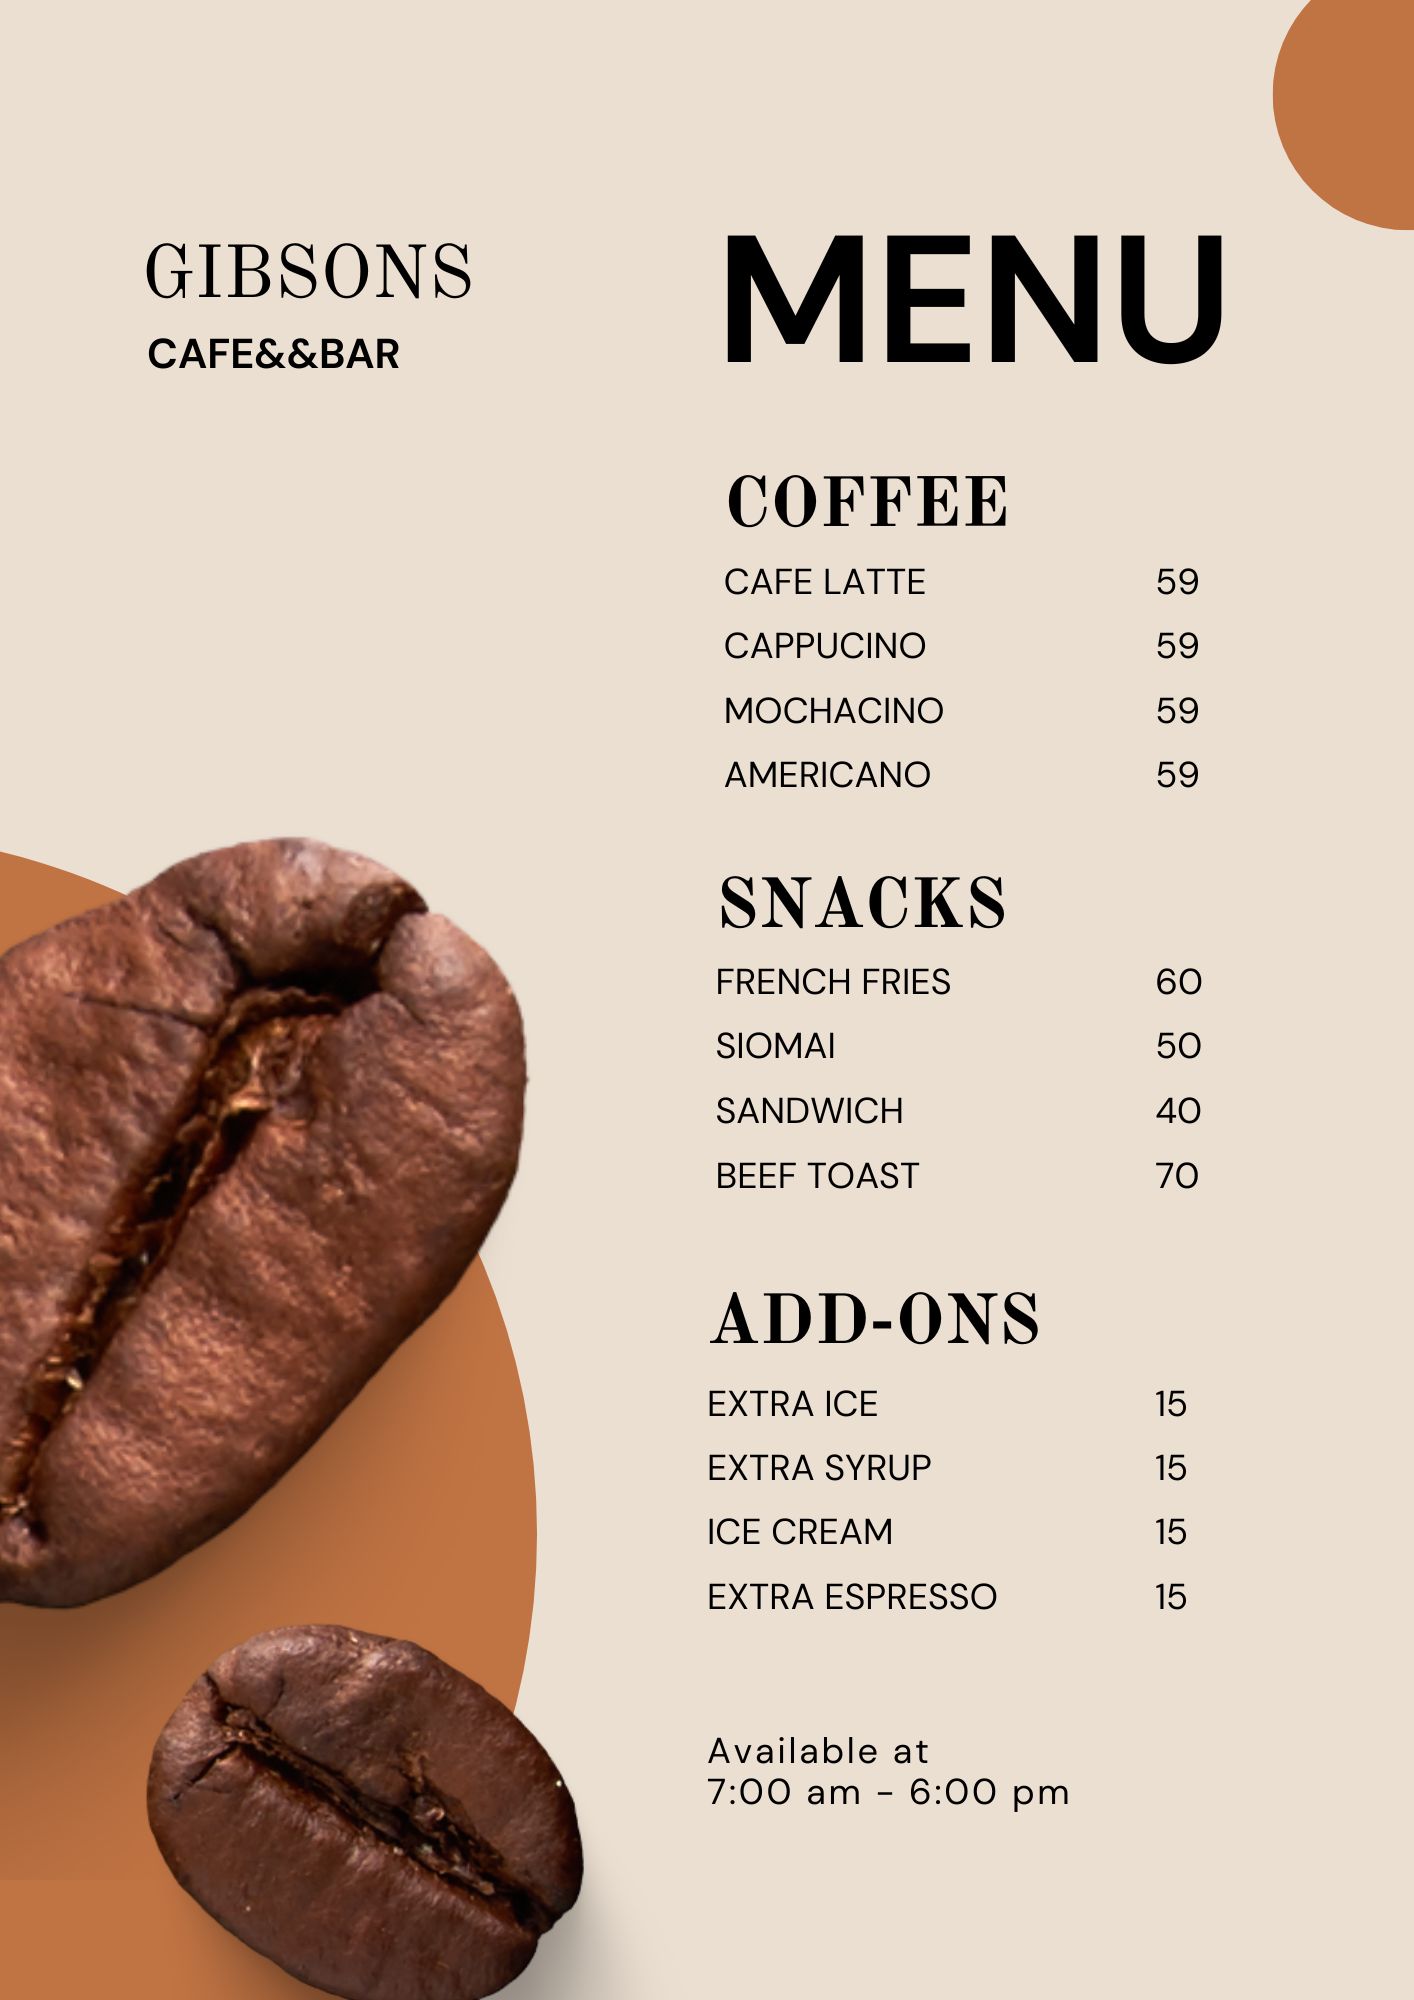 GIBSONS
CAFE&&BAR
MENU
COFFEE
CAFE LATTE 59
CAPPUCINO 59
MOCHACINO 59
AMERICANO 59
SNACKS
FRENCH FRIES 60
SIOMAI 50
SANDWICH 40
BEEF TOAST 70
ADD-ONS
EXTRA ICE 15
EXTRA SYRUP 15
ICE CREAM 15
EXTRA ESPRESSO 15
Available at
7:00 am - 6:00 pm